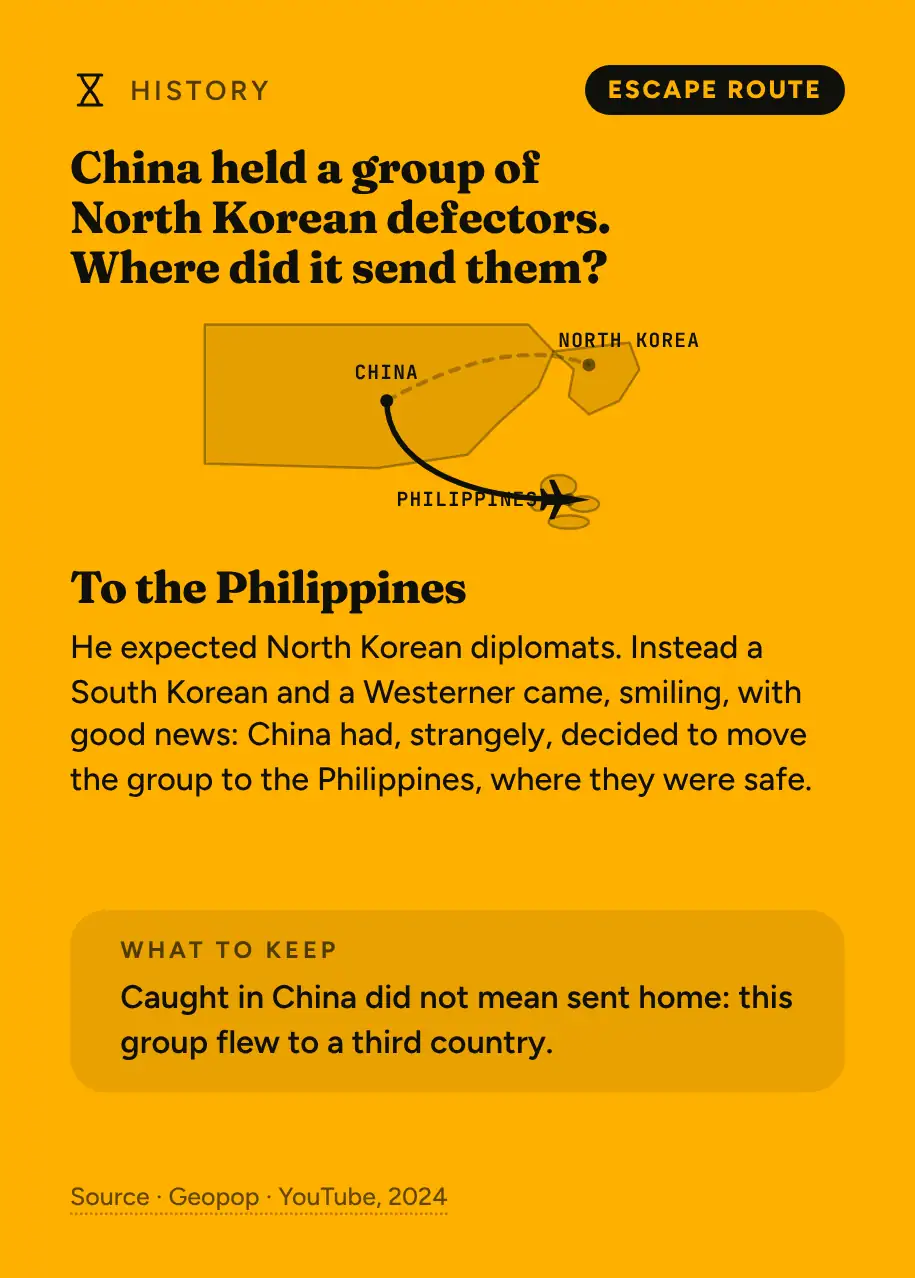 HISTORY
ESCAPE ROUTE
China held a group of
North Korean defectors.
Where did it send them?
NORTH KOREA
CHINA
PHILIPPINES
To the Philippines
He expected North Korean diplomats. Instead a
South Korean and a Westerner came, smiling, with
good news: China had, strangely, decided to move
the group to the Philippines, where they were safe.
WHAT TO KEEP
Caught in China did not mean sent home: this
group flew to a third country.
Source · Geopop · YouTube, 2024